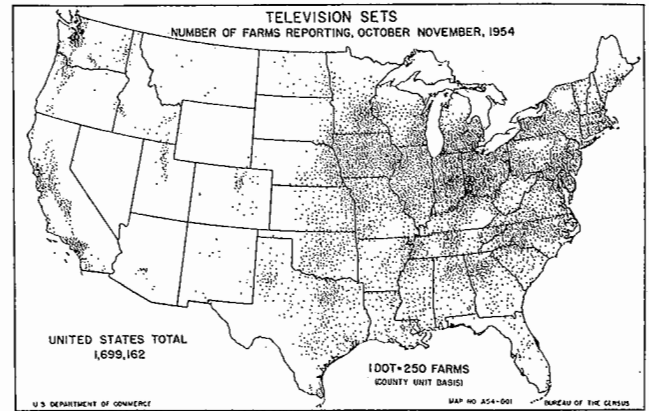 TELEVISION SETS
NUMBER OF FARMS REPORTING, OCTOBER NOVEMBER, 1954
UNITED STATES TOTAL
1,699,162
1 DOT=250 FARMS
(COUNTY UNIT BASIS)
U S DEPARTMENT OF COMMERCE
MAP NO A54-001
BUREAU OF THE CENSUS